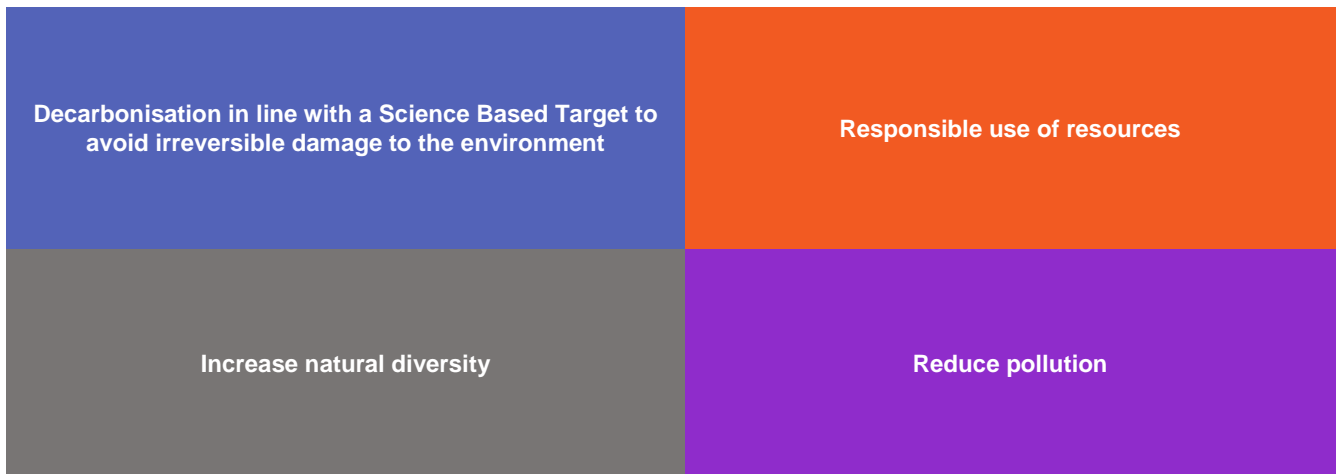 Decarbonisation in line with a Science Based Target to
avoid irreversible damage to the environment
Responsible use of resources
Increase natural diversity
Reduce pollution